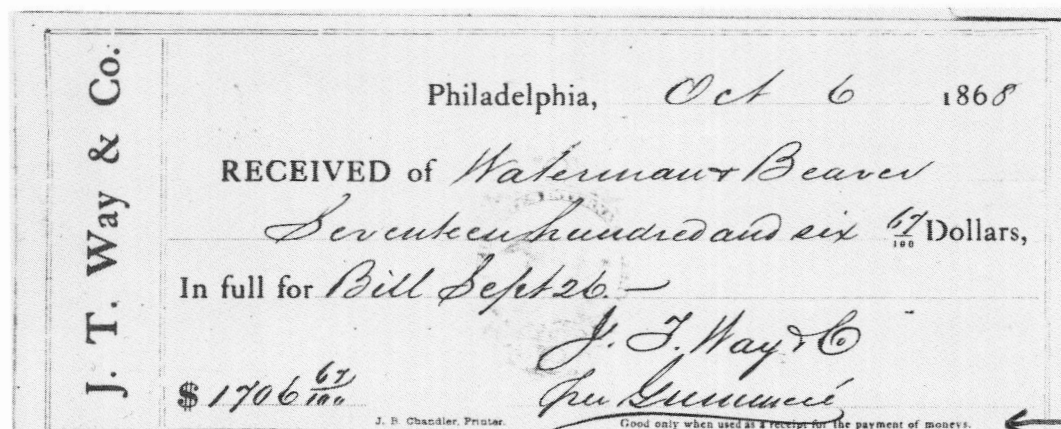 J. T. Way & Co.
Philadelphia, Oct 6 1868
RECEIVED of Waterman & Beaver
Seventeen hundred and six 67/100 Dollars,
In full for Bill Sept 26. —
J. T. Way & Co
$ 1706 67/100 per
J. B. Chandler, Printer. Good only when used as a receipt for the payment of moneys.